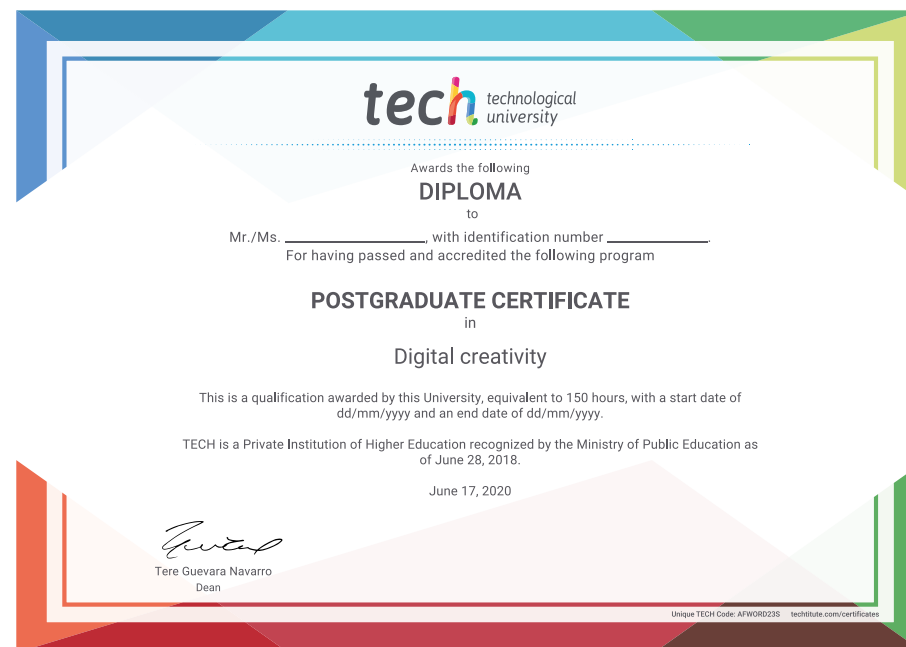 tech technological
university
Awards the following
DIPLOMA
to
Mr./Ms. ____________________, with identification number ______________.
For having passed and accredited the following program
POSTGRADUATE CERTIFICATE
in
Digital creativity
This is a qualification awarded by this University, equivalent to 150 hours, with a start date of
dd/mm/yyyy and an end date of dd/mm/yyyy.
TECH is a Private Institution of Higher Education recognized by the Ministry of Public Education as
of June 28, 2018.
June 17, 2020
Tere Guevara Navarro
Dean
Unique TECH Code: AFWORD23S techtitute.com/certificates